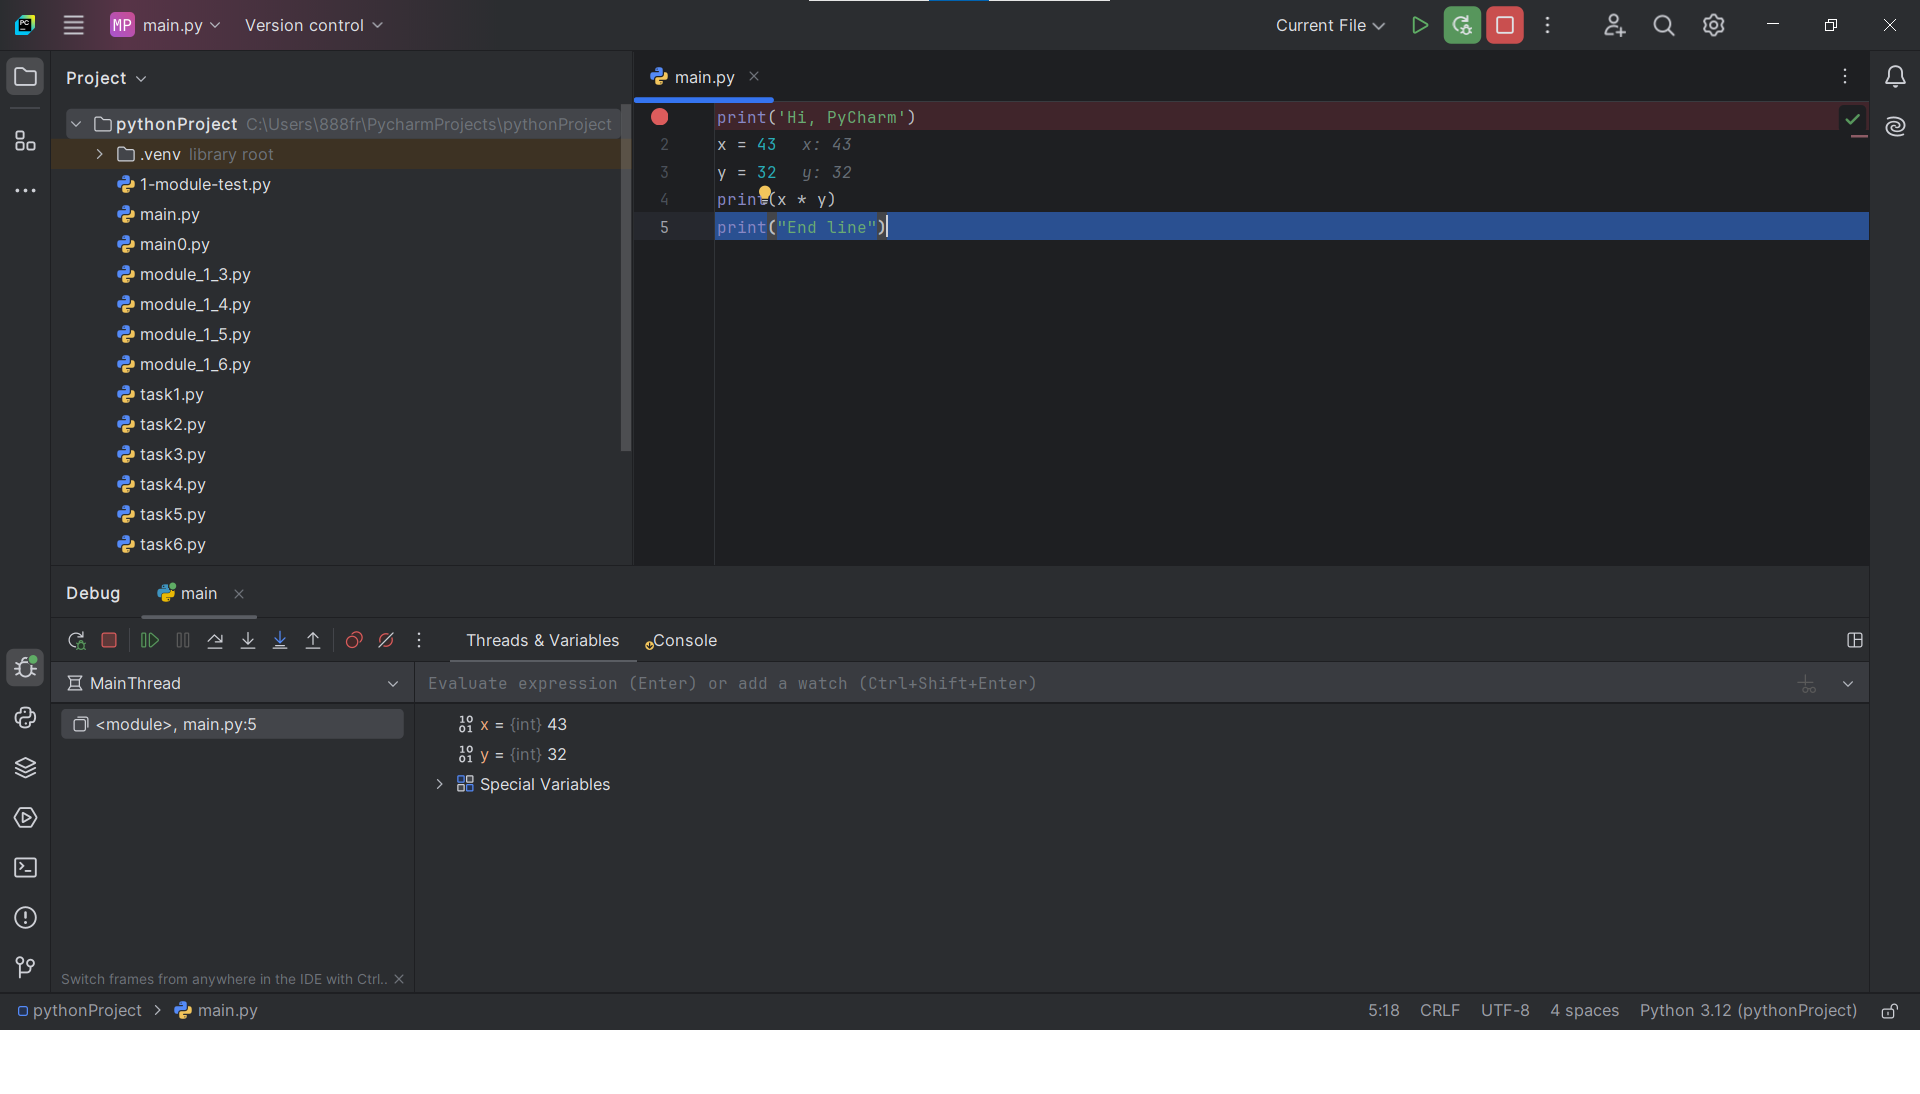 MP main.py Version control Current File
Project
main.py
pythonProject C:\Users\888fr\PycharmProjects\pythonProject
.venv library root
1-module-test.py
main.py
main0.py
module_1_3.py
module_1_4.py
module_1_5.py
module_1_6.py
task1.py
task2.py
task3.py
task4.py
task5.py
task6.py
print('Hi, PyCharm')
2 x = 43 x: 43
3 y = 32 y: 32
4 print(x * y)
5 print("End line")
Debug main
Threads & Variables Console
MainThread
Evaluate expression (Enter) or add a watch (Ctrl+Shift+Enter)
<module>, main.py:5
x = {int} 43
y = {int} 32
Special Variables
Switch frames from anywhere in the IDE with Ctrl..
pythonProject > main.py
5:18 CRLF UTF-8 4 spaces Python 3.12 (pythonProject)